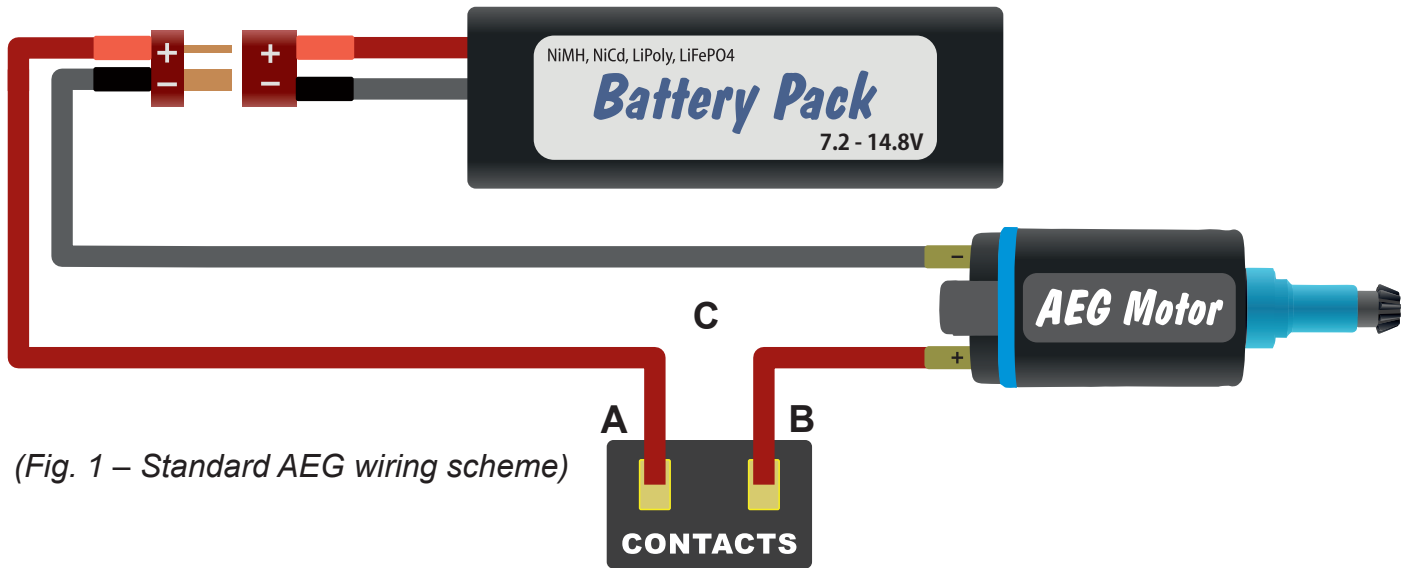 +
−
+
−
NiMH, NiCd, LiPoly, LiFePO4
Battery Pack
7.2 - 14.8V
−
AEG Motor
+
C
A
B
(Fig. 1 – Standard AEG wiring scheme)
CONTACTS